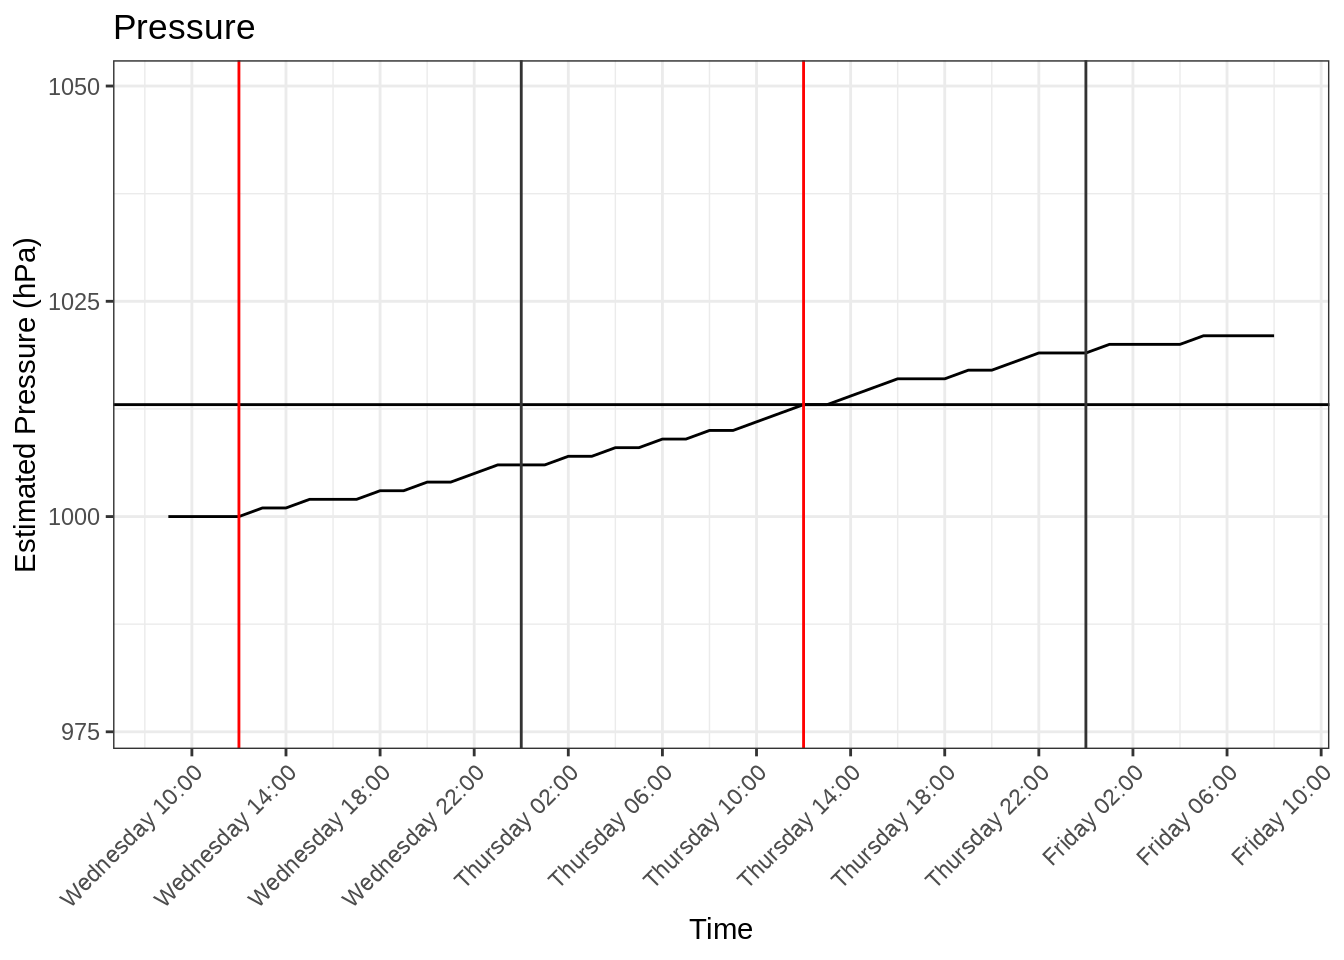 Pressure
Estimated Pressure (hPa)
1050
1025
1000
975
Wednesday 10:00
Wednesday 14:00
Wednesday 18:00
Wednesday 22:00
Thursday 02:00
Thursday 06:00
Thursday 10:00
Thursday 14:00
Thursday 18:00
Thursday 22:00
Friday 02:00
Friday 06:00
Friday 10:00
Time